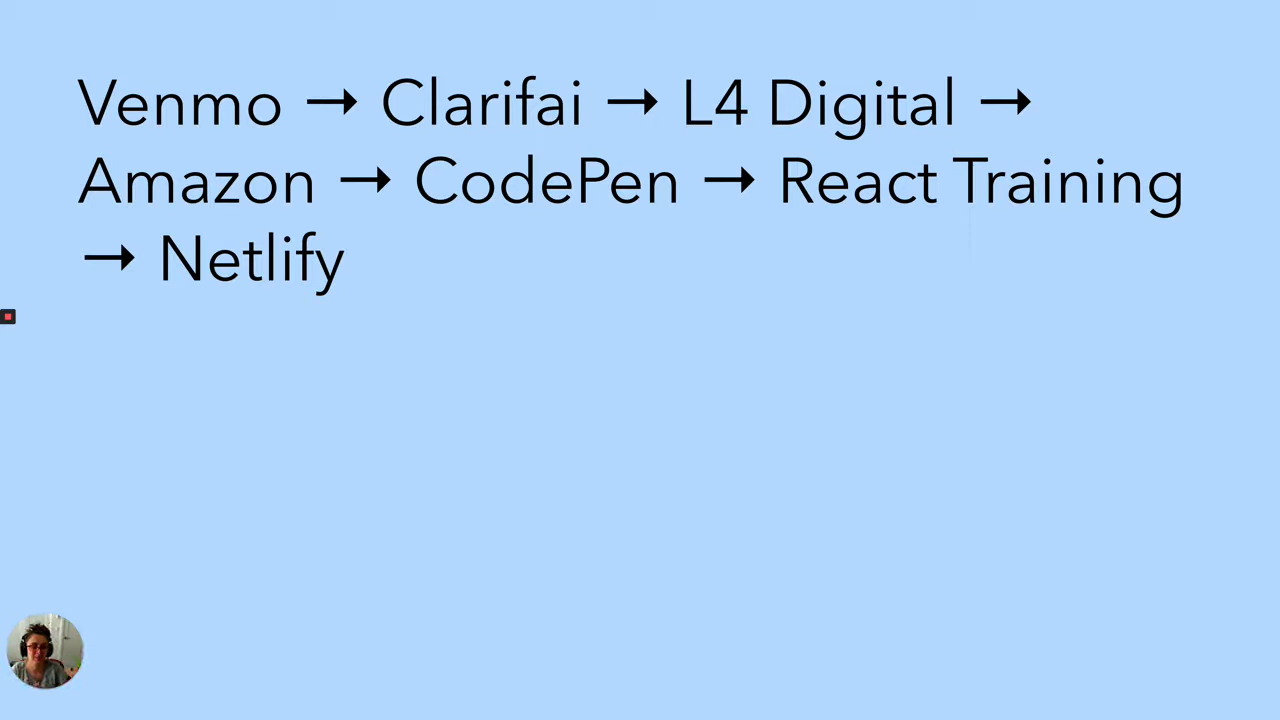 Venmo → Clarifai → L4 Digital →
Amazon → CodePen → React Training
→ Netlify